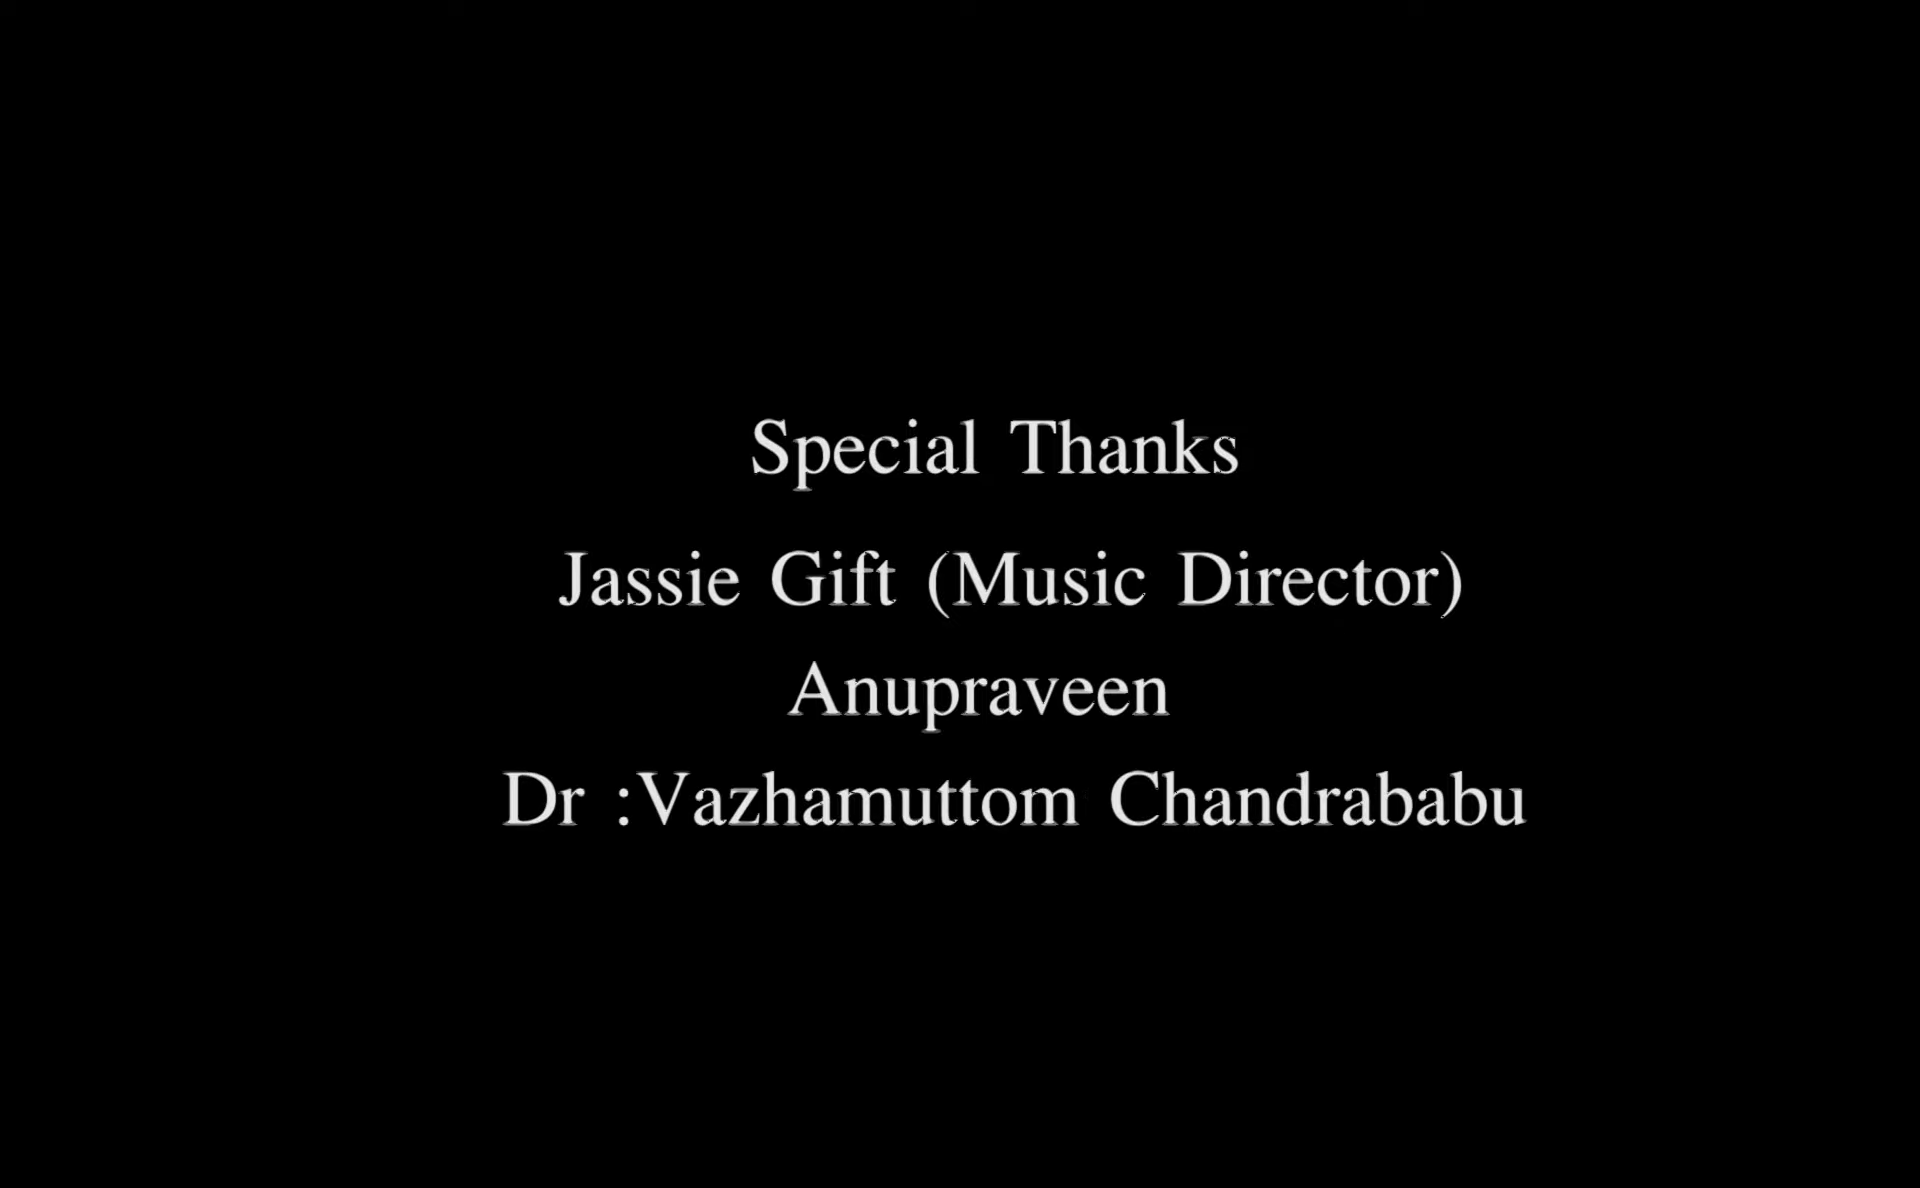 Special Thanks
Jassie Gift (Music Director)
Anupraveen
Dr :Vazhamuttom Chandrababu